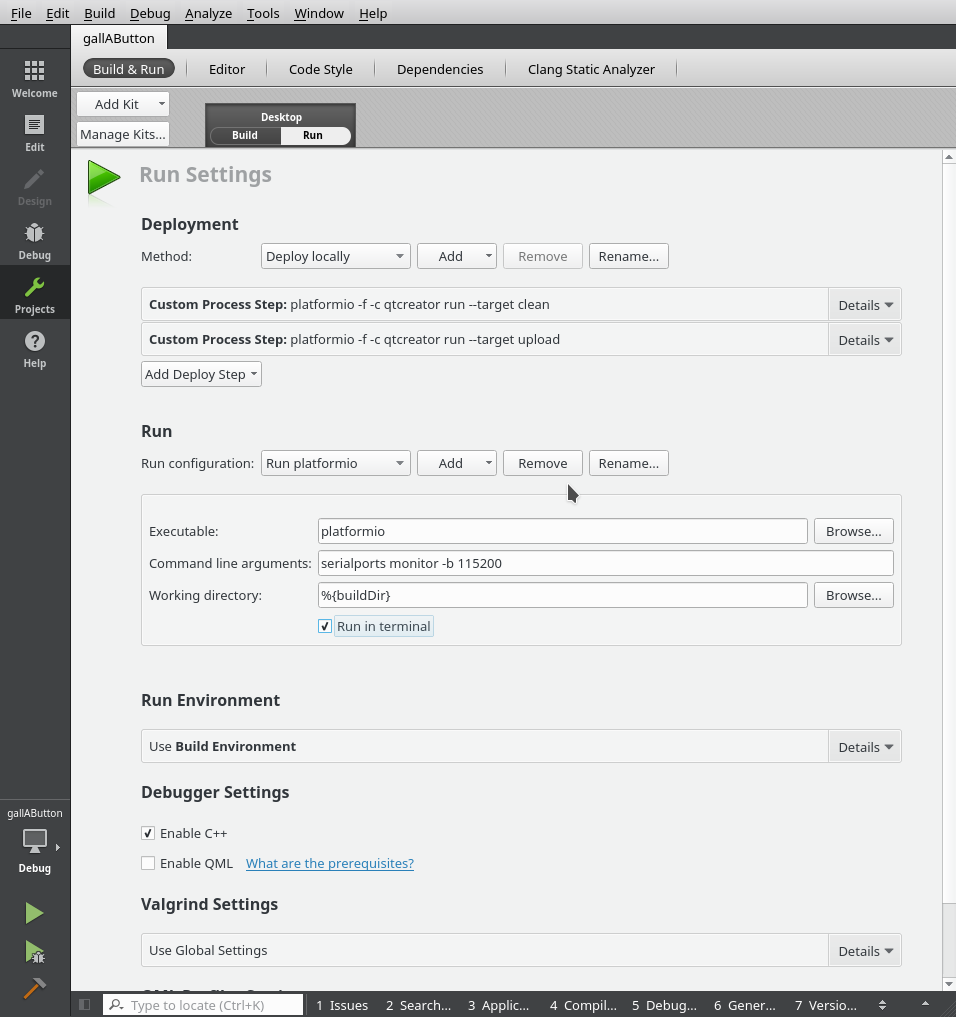 File Edit Build Debug Analyze Tools Window Help
gallAButton
Build & Run Editor Code Style Dependencies Clang Static Analyzer
Welcome
Edit
Design
Debug
Projects
Help
Add Kit
Manage Kits...
Desktop
Build Run
Run Settings
Deployment
Method: Deploy locally Add Remove Rename...
Custom Process Step: platformio -f -c qtcreator run --target clean Details
Custom Process Step: platformio -f -c qtcreator run --target upload Details
Add Deploy Step
Run
Run configuration: Run platformio Add Remove Rename...
Executable: platformio Browse...
Command line arguments: serialports monitor -b 115200
Working directory: %{buildDir} Browse...
Run in terminal
Run Environment
Use Build Environment Details
Debugger Settings
Enable C++
Enable QML What are the prerequisites?
Valgrind Settings
Use Global Settings Details
gallAButton
Debug
Type to locate (Ctrl+K) 1 Issues 2 Search... 3 Applic... 4 Compil... 5 Debug... 6 Gener... 7 Versio...